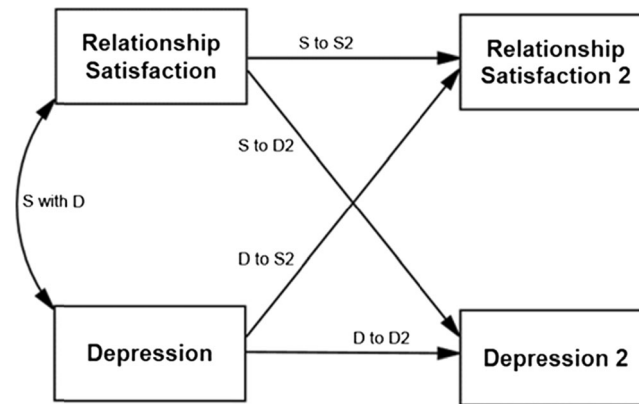 Relationship
Satisfaction
S to S2
Relationship
Satisfaction 2
S to D2
S with D
D to S2
Depression
D to D2
Depression 2